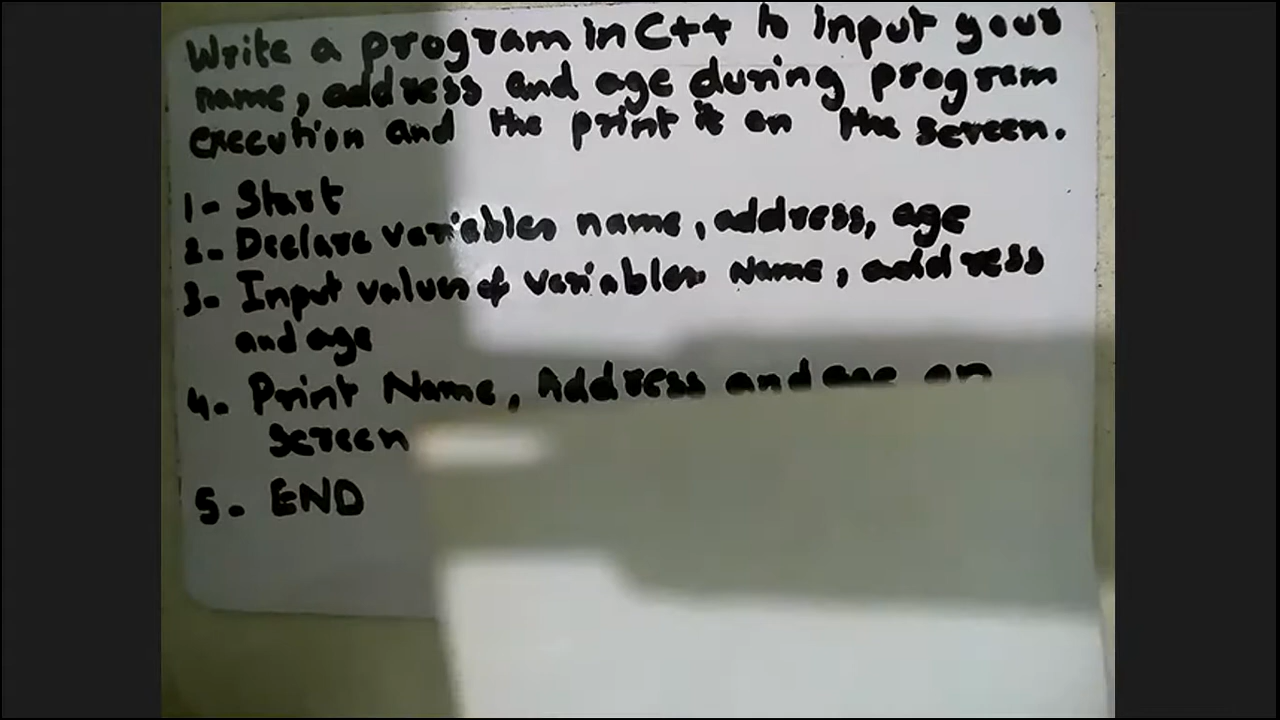 Write a program in C++ to input your
name, address and age during program
execution and the print it on the screen.
1- Start
2- Declare variables name, address, age
3- Input values of variables Name, address
and age
4- Print Name, Address and age on
screen
5- END